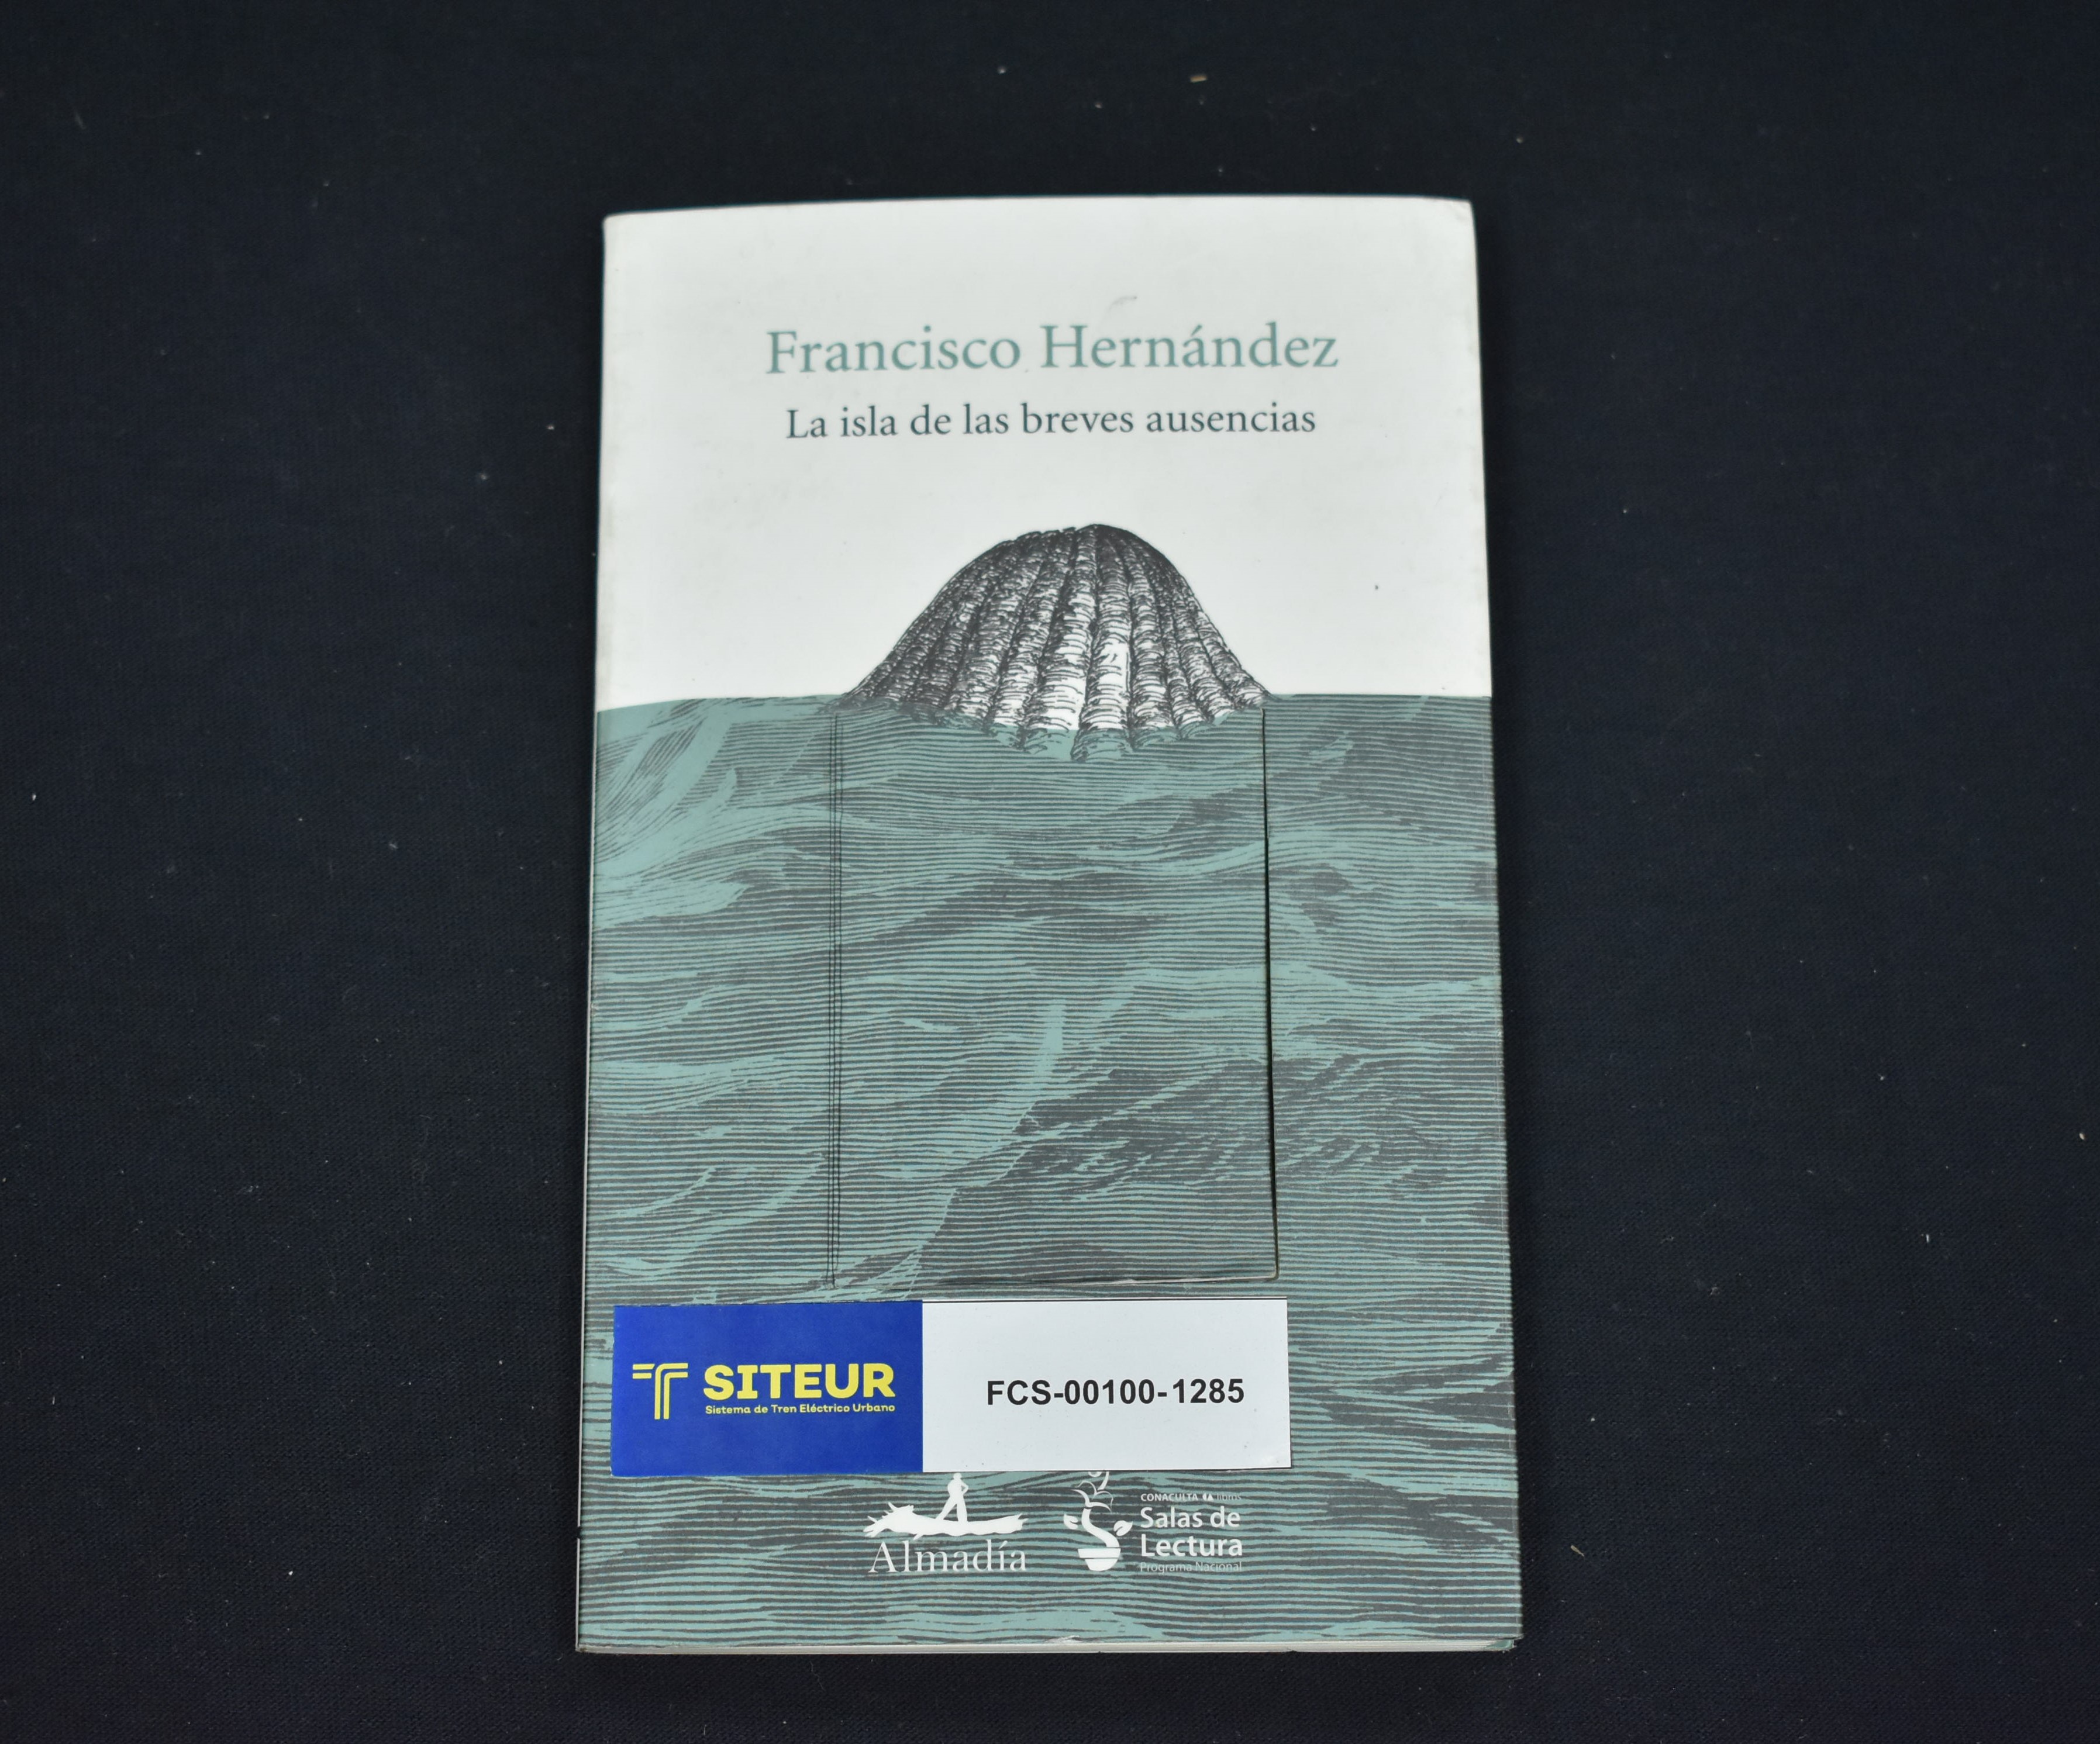 Francisco Hernández
La isla de las breves ausencias
SITEUR
Sistema de Tren Eléctrico Urbano
FCS-00100-1285
Almadía
CONACULTA libros
Salas de
Lectura
Programa Nacional